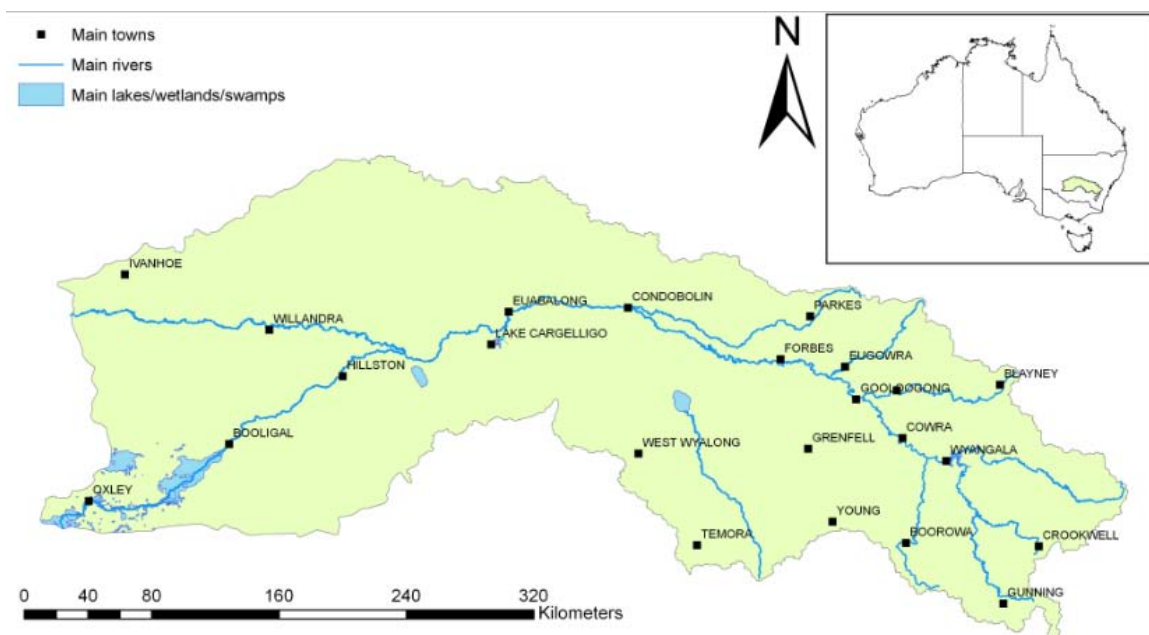 Main towns
Main rivers
Main lakes/wetlands/swamps
N
IVANHOE
WILLANDRA
EUABALONG
CONDOBOLIN
PARKES
LAKE CARGELLIGO
HILLSTON
FORBES
EUGOWRA
GOOLOGONG
BLAYNEY
BOOLIGAL
WEST WYALONG
GRENFELL
COWRA
WYANGALA
OXLEY
YOUNG
TEMORA
BOOROWA
CROOKWELL
GUNNING
0 40 80 160 240 320
Kilometers